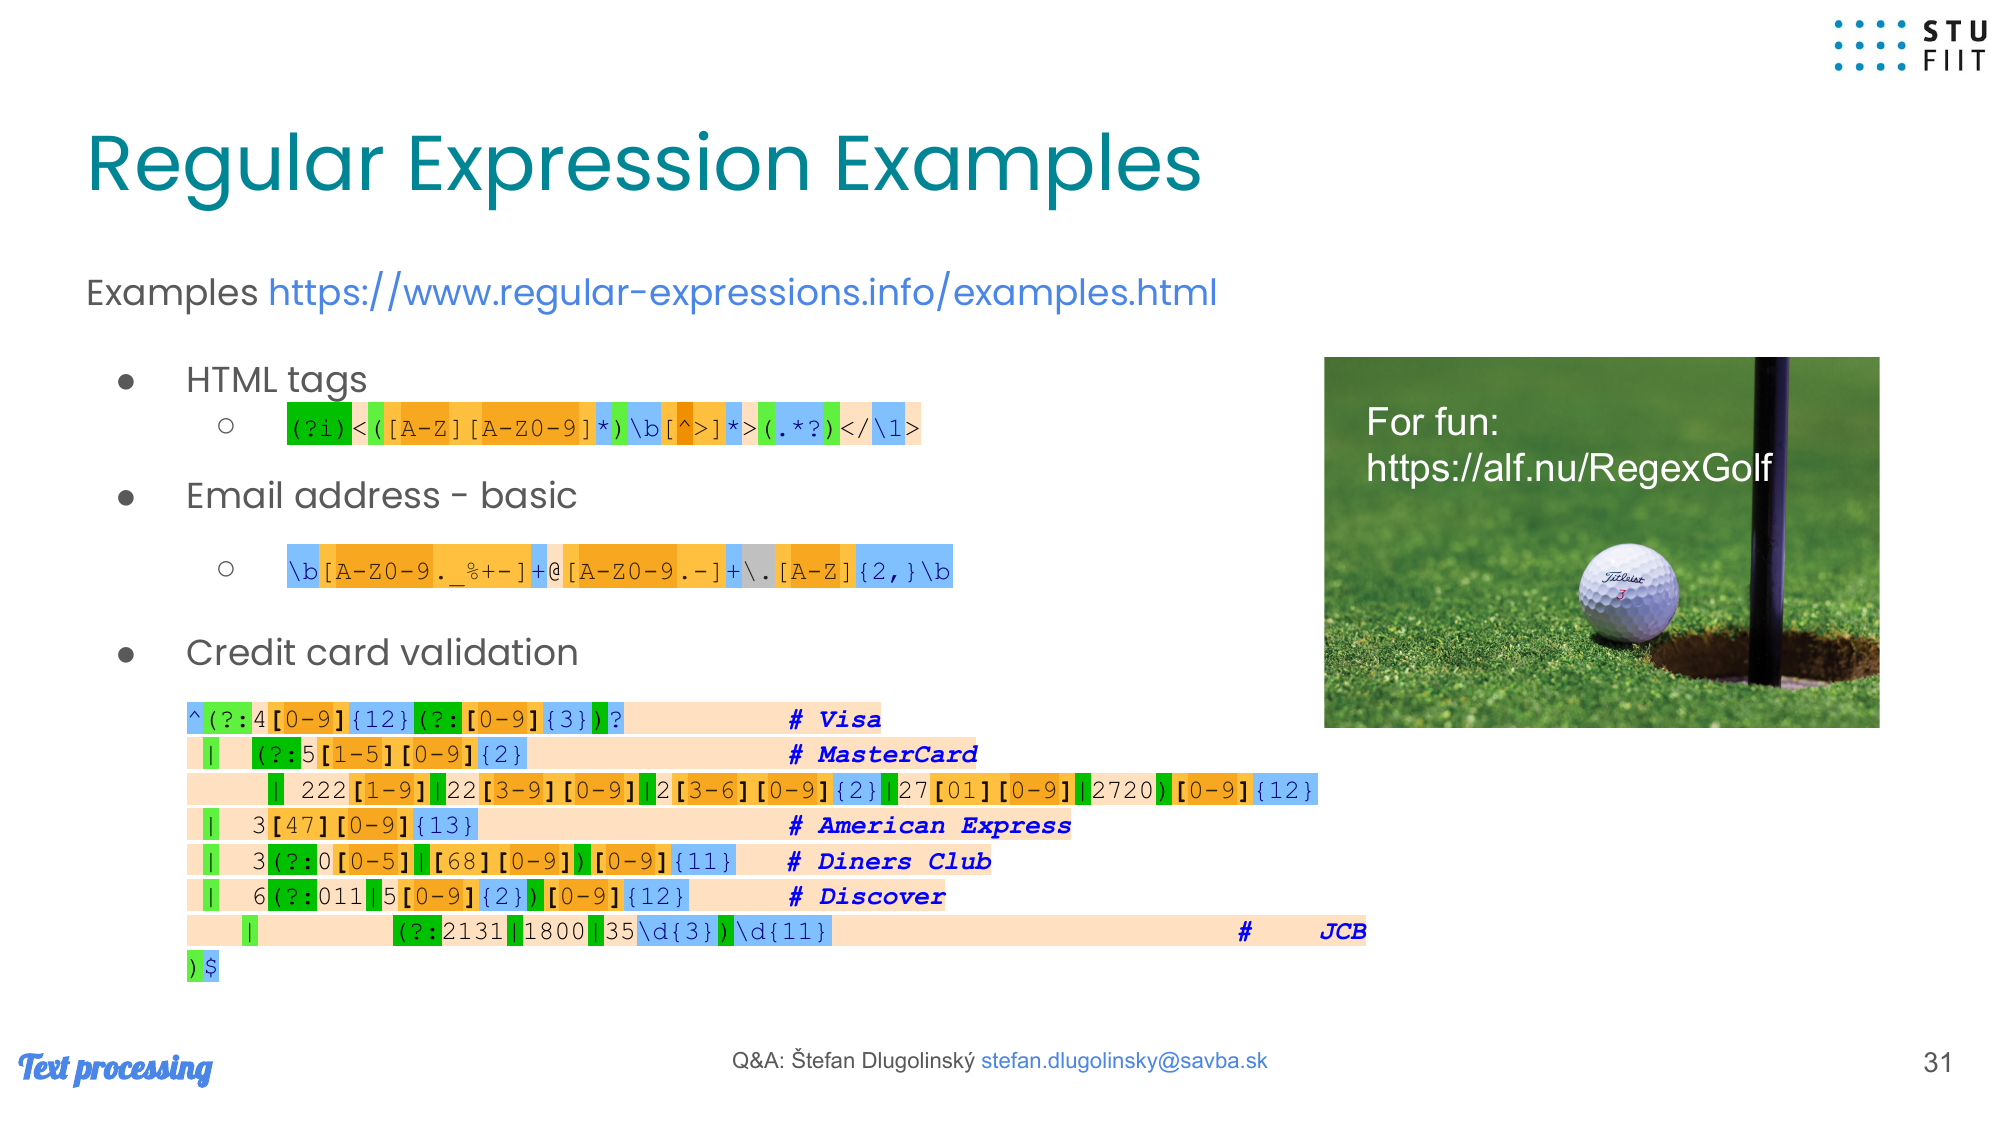 STU
FIIT
Regular Expression Examples
Examples https://www.regular-expressions.info/examples.html
● HTML tags
○ (?i)<([A-Z][A-Z0-9]*)\b[^>]*>(.*?)</\1>
● Email address - basic
○ \b[A-Z0-9._%+-]+@[A-Z0-9.-]+\.[A-Z]{2,}\b
● Credit card validation
^(?:4[0-9]{12}(?:[0-9]{3})? # Visa
| (?:5[1-5][0-9]{2} # MasterCard
| 222[1-9]|22[3-9][0-9]|2[3-6][0-9]{2}|27[01][0-9]|2720)[0-9]{12}
| 3[47][0-9]{13} # American Express
| 3(?:0[0-5]|[68][0-9])[0-9]{11} # Diners Club
| 6(?:011|5[0-9]{2})[0-9]{12} # Discover
| (?:2131|1800|35\d{3})\d{11} # JCB
)$
For fun:
https://alf.nu/RegexGolf
Titleist
3
Text processing
Q&A: Štefan Dlugolinský stefan.dlugolinsky@savba.sk
31